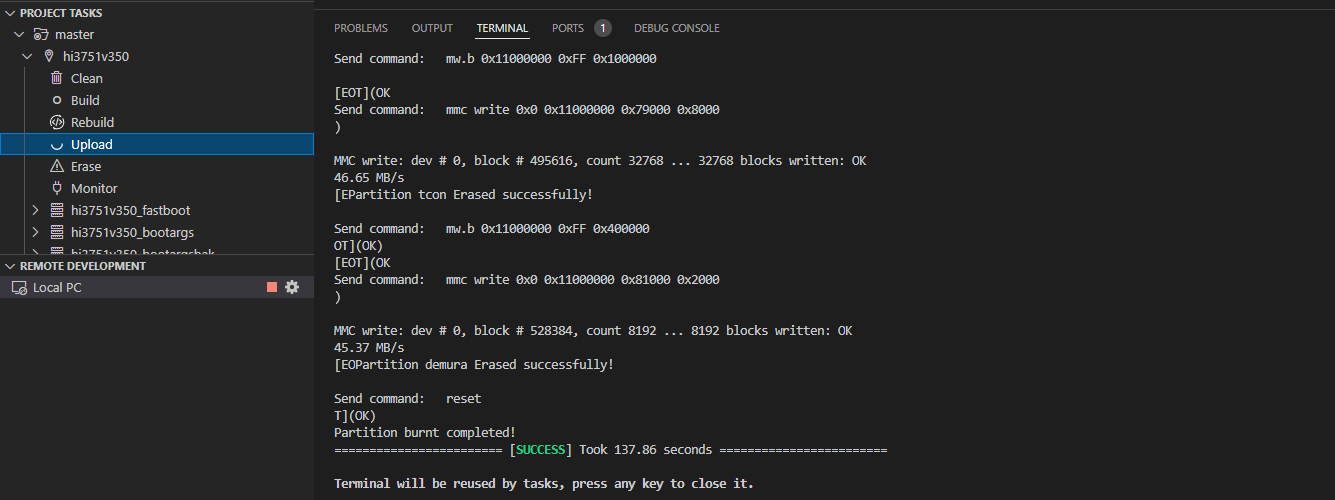 PROJECT TASKS
master
hi3751v350
Clean
Build
Rebuild
Upload
Erase
Monitor
hi3751v350_fastboot
hi3751v350_bootargs
hi3751v350_bootargsbak
REMOTE DEVELOPMENT
Local PC
PROBLEMS OUTPUT TERMINAL PORTS 1 DEBUG CONSOLE
Send command:   mw.b 0x11000000 0xFF 0x1000000
[EOT](OK
Send command:   mmc write 0x0 0x11000000 0x79000 0x8000
)
MMC write: dev # 0, block # 495616, count 32768 ... 32768 blocks written: OK
46.65 MB/s
[EPartition tcon Erased successfully!
Send command:   mw.b 0x11000000 0xFF 0x400000
OT](OK)
[EOT](OK
Send command:   mmc write 0x0 0x11000000 0x81000 0x2000
)
MMC write: dev # 0, block # 528384, count 8192 ... 8192 blocks written: OK
45.37 MB/s
[EOPartition demura Erased successfully!
Send command:   reset
T](OK)
Partition burnt completed!
======================== [SUCCESS] Took 137.86 seconds ========================
Terminal will be reused by tasks, press any key to close it.